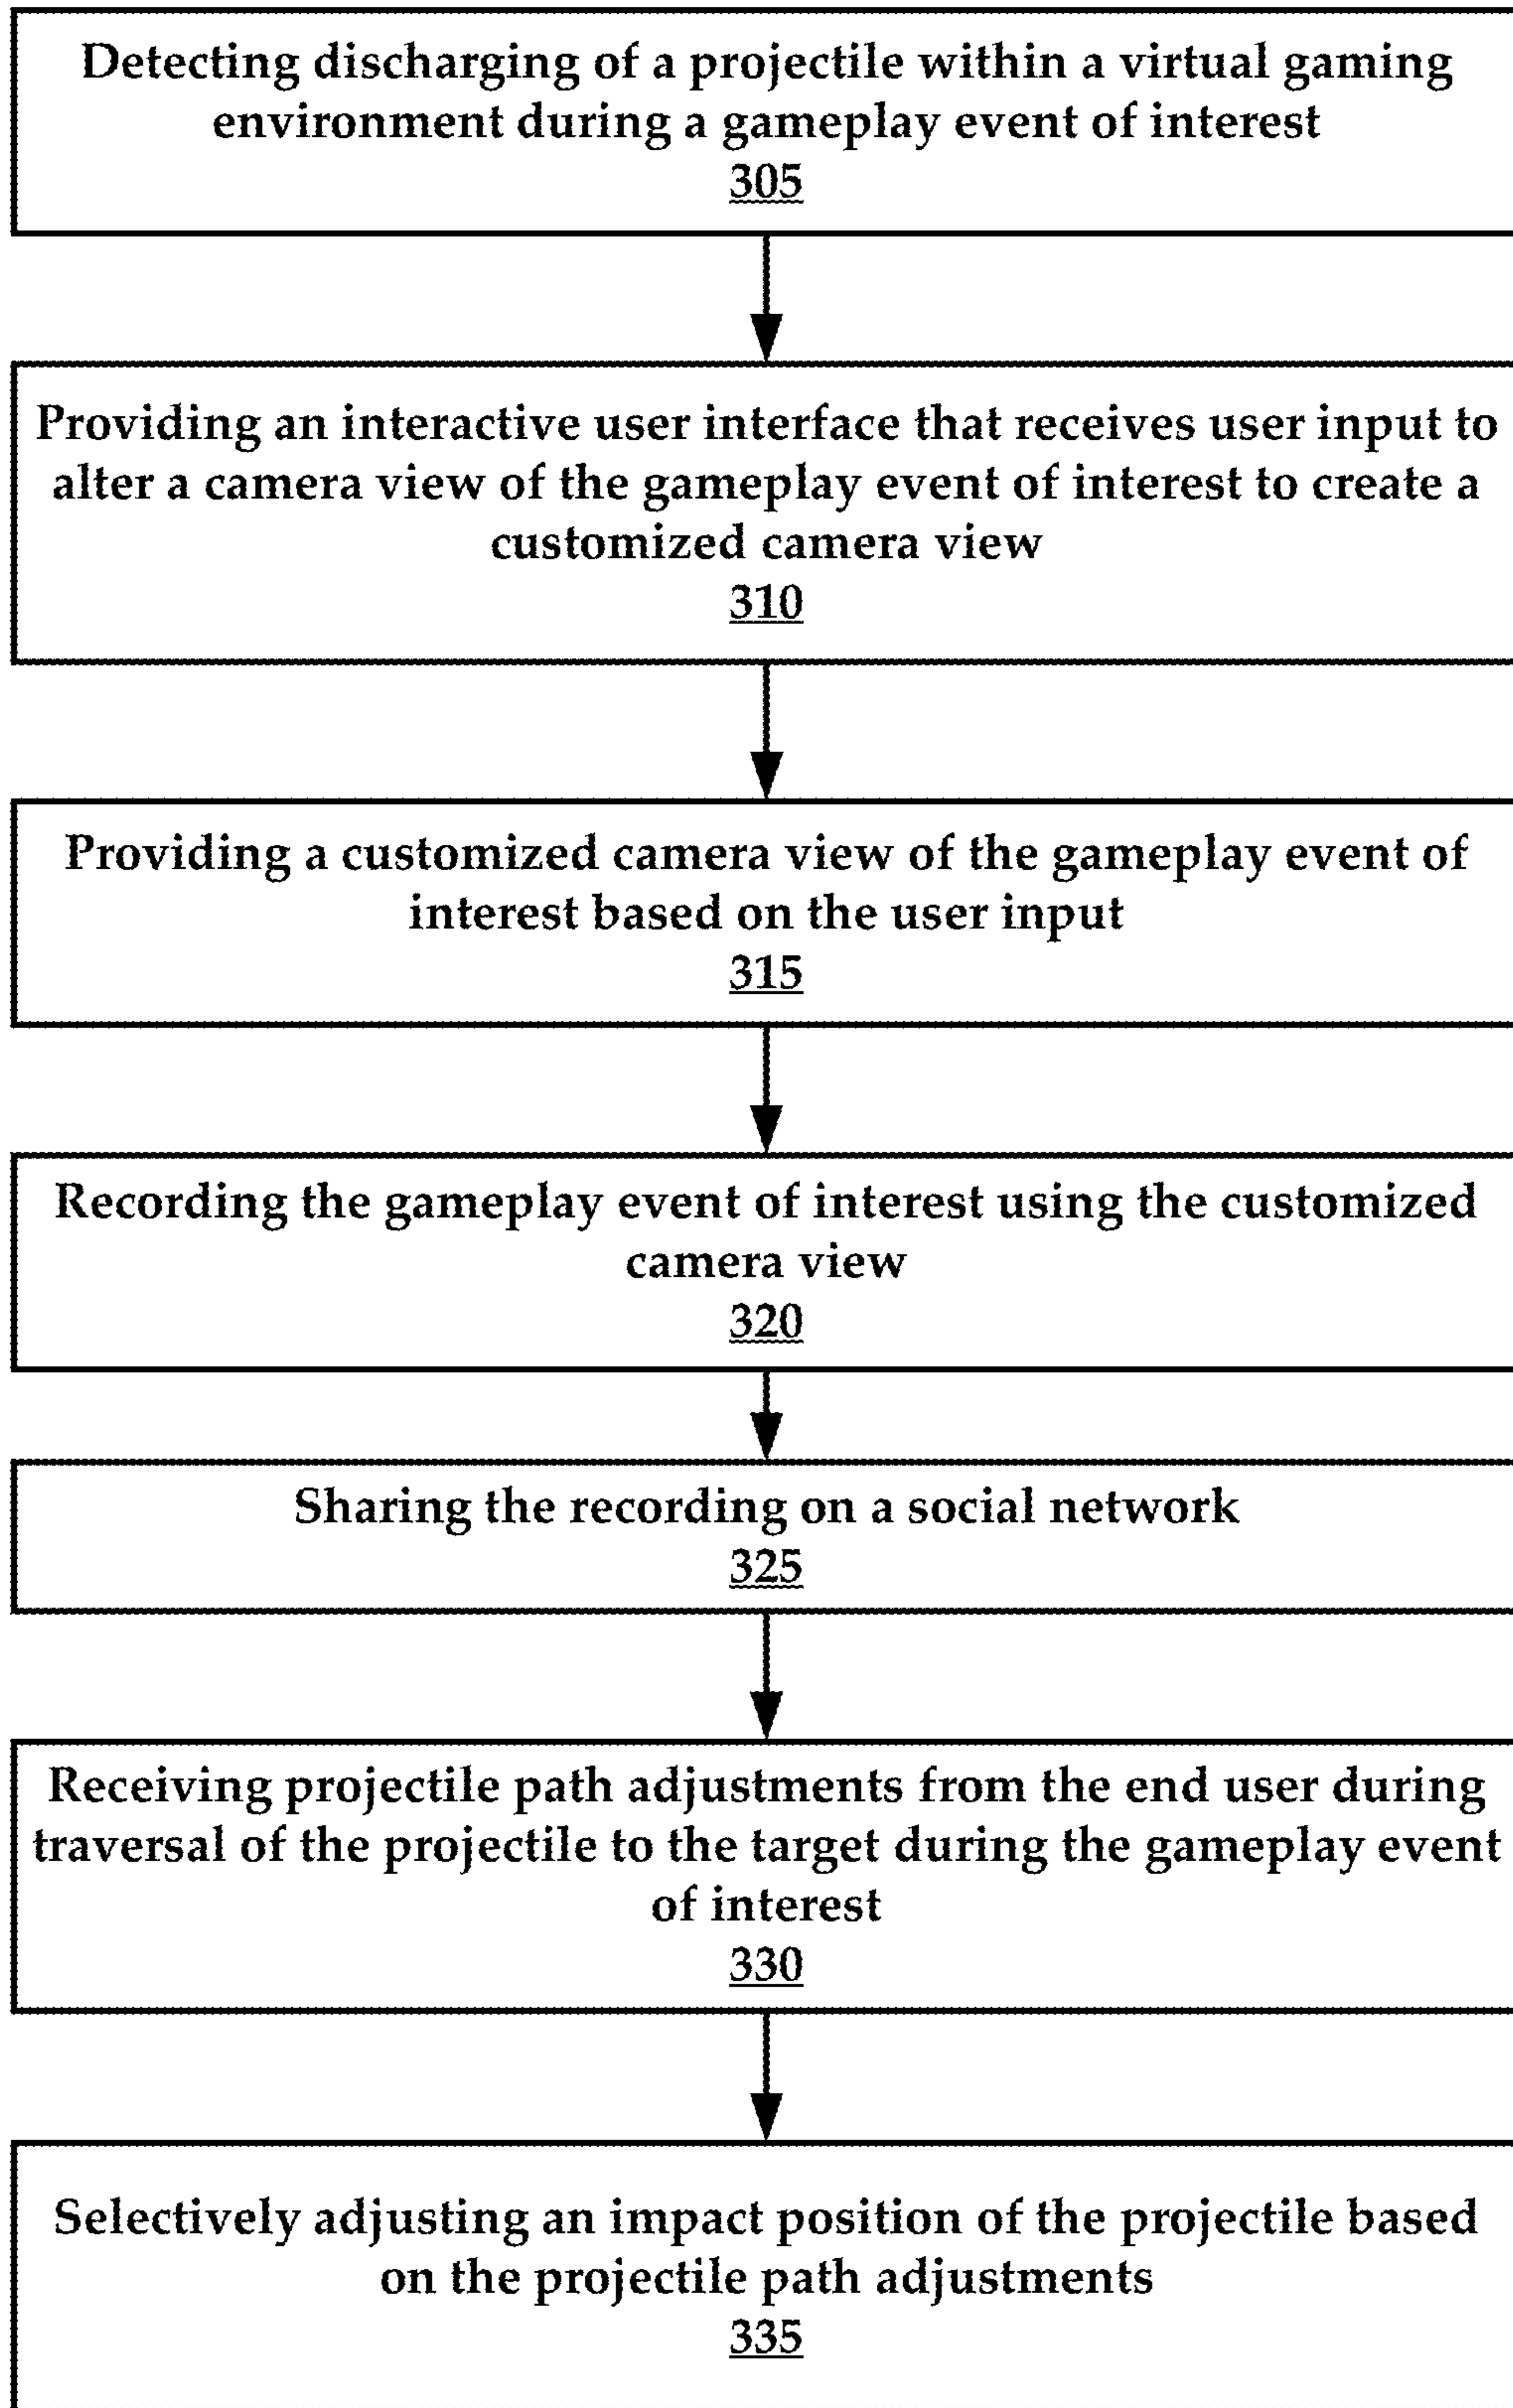 Detecting discharging of a projectile within a virtual gaming
environment during a gameplay event of interest
305
Providing an interactive user interface that receives user input to
alter a camera view of the gameplay event of interest to create a
customized camera view
310
Providing a customized camera view of the gameplay event of
interest based on the user input
315
Recording the gameplay event of interest using the customized
camera view
320
Sharing the recording on a social network
325
Receiving projectile path adjustments from the end user during
traversal of the projectile to the target during the gameplay event
of interest
330
Selectively adjusting an impact position of the projectile based
on the projectile path adjustments
335